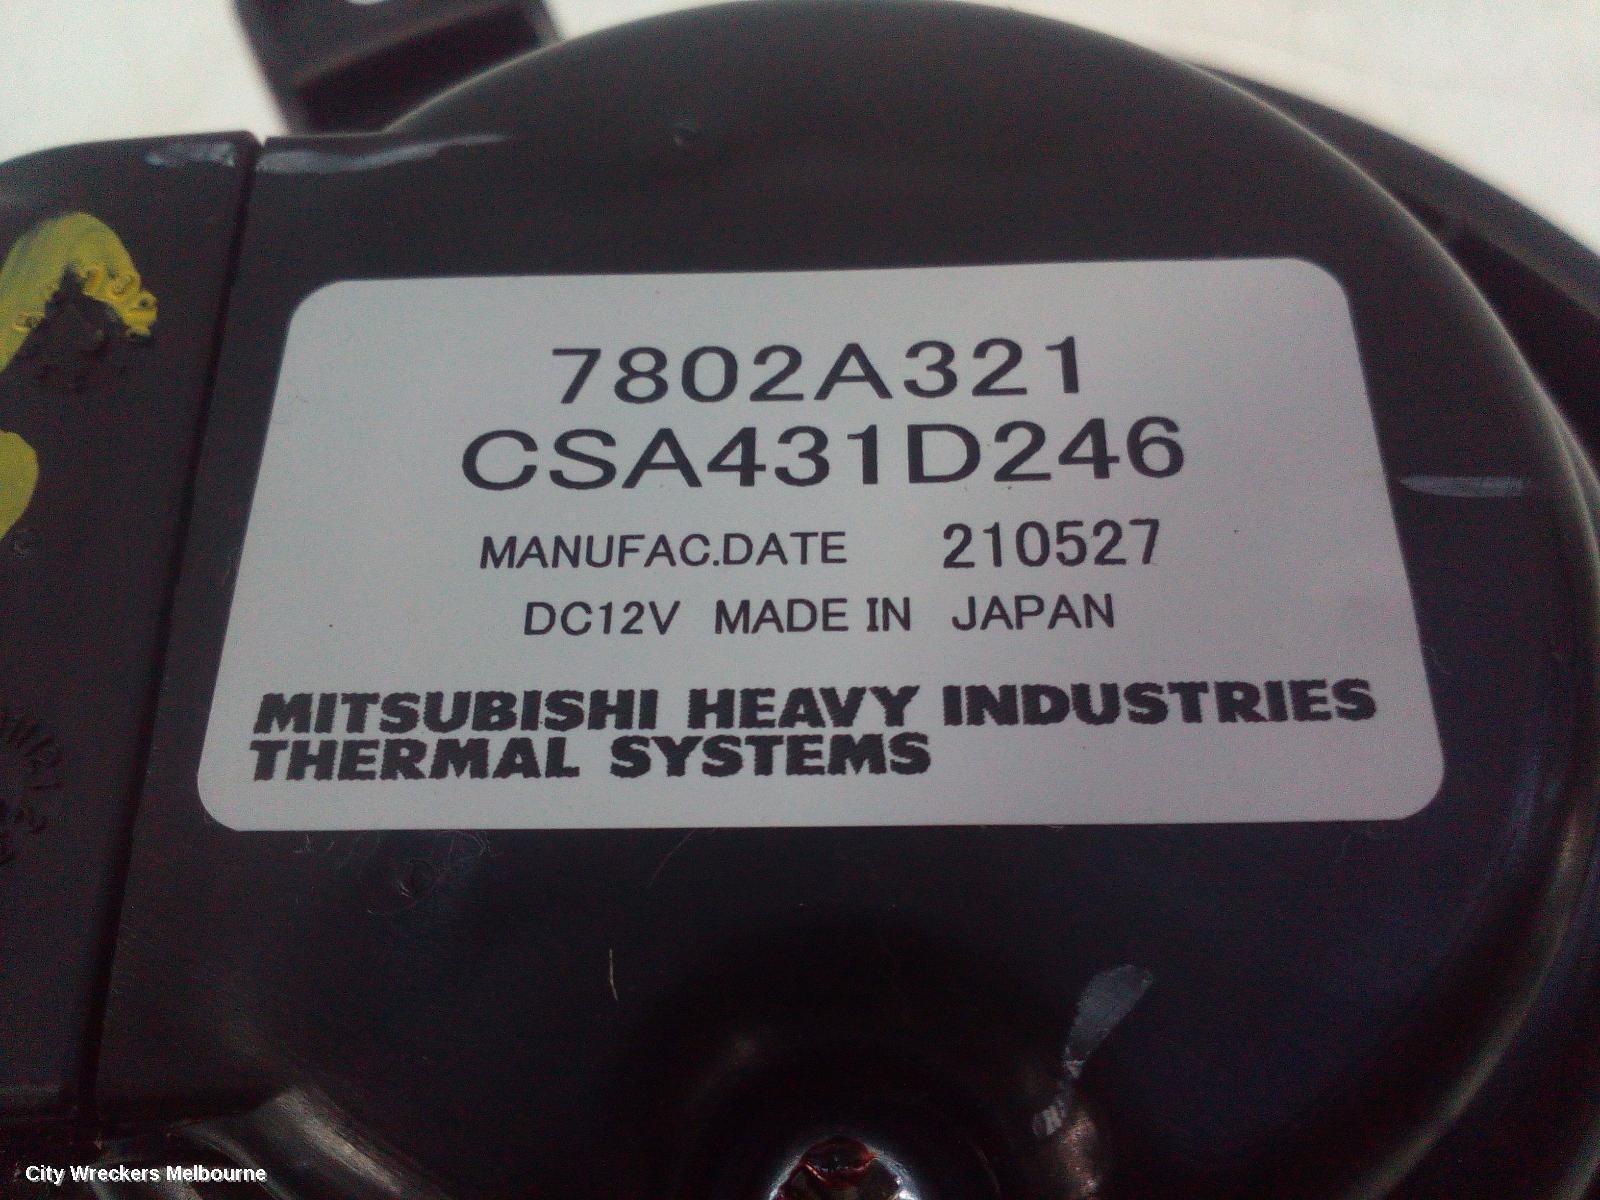 7802A321
CSA431D246
MANUFAC.DATE 210527
DC12V MADE IN JAPAN
MITSUBISHI HEAVY INDUSTRIES
THERMAL SYSTEMS
City Wreckers Melbourne